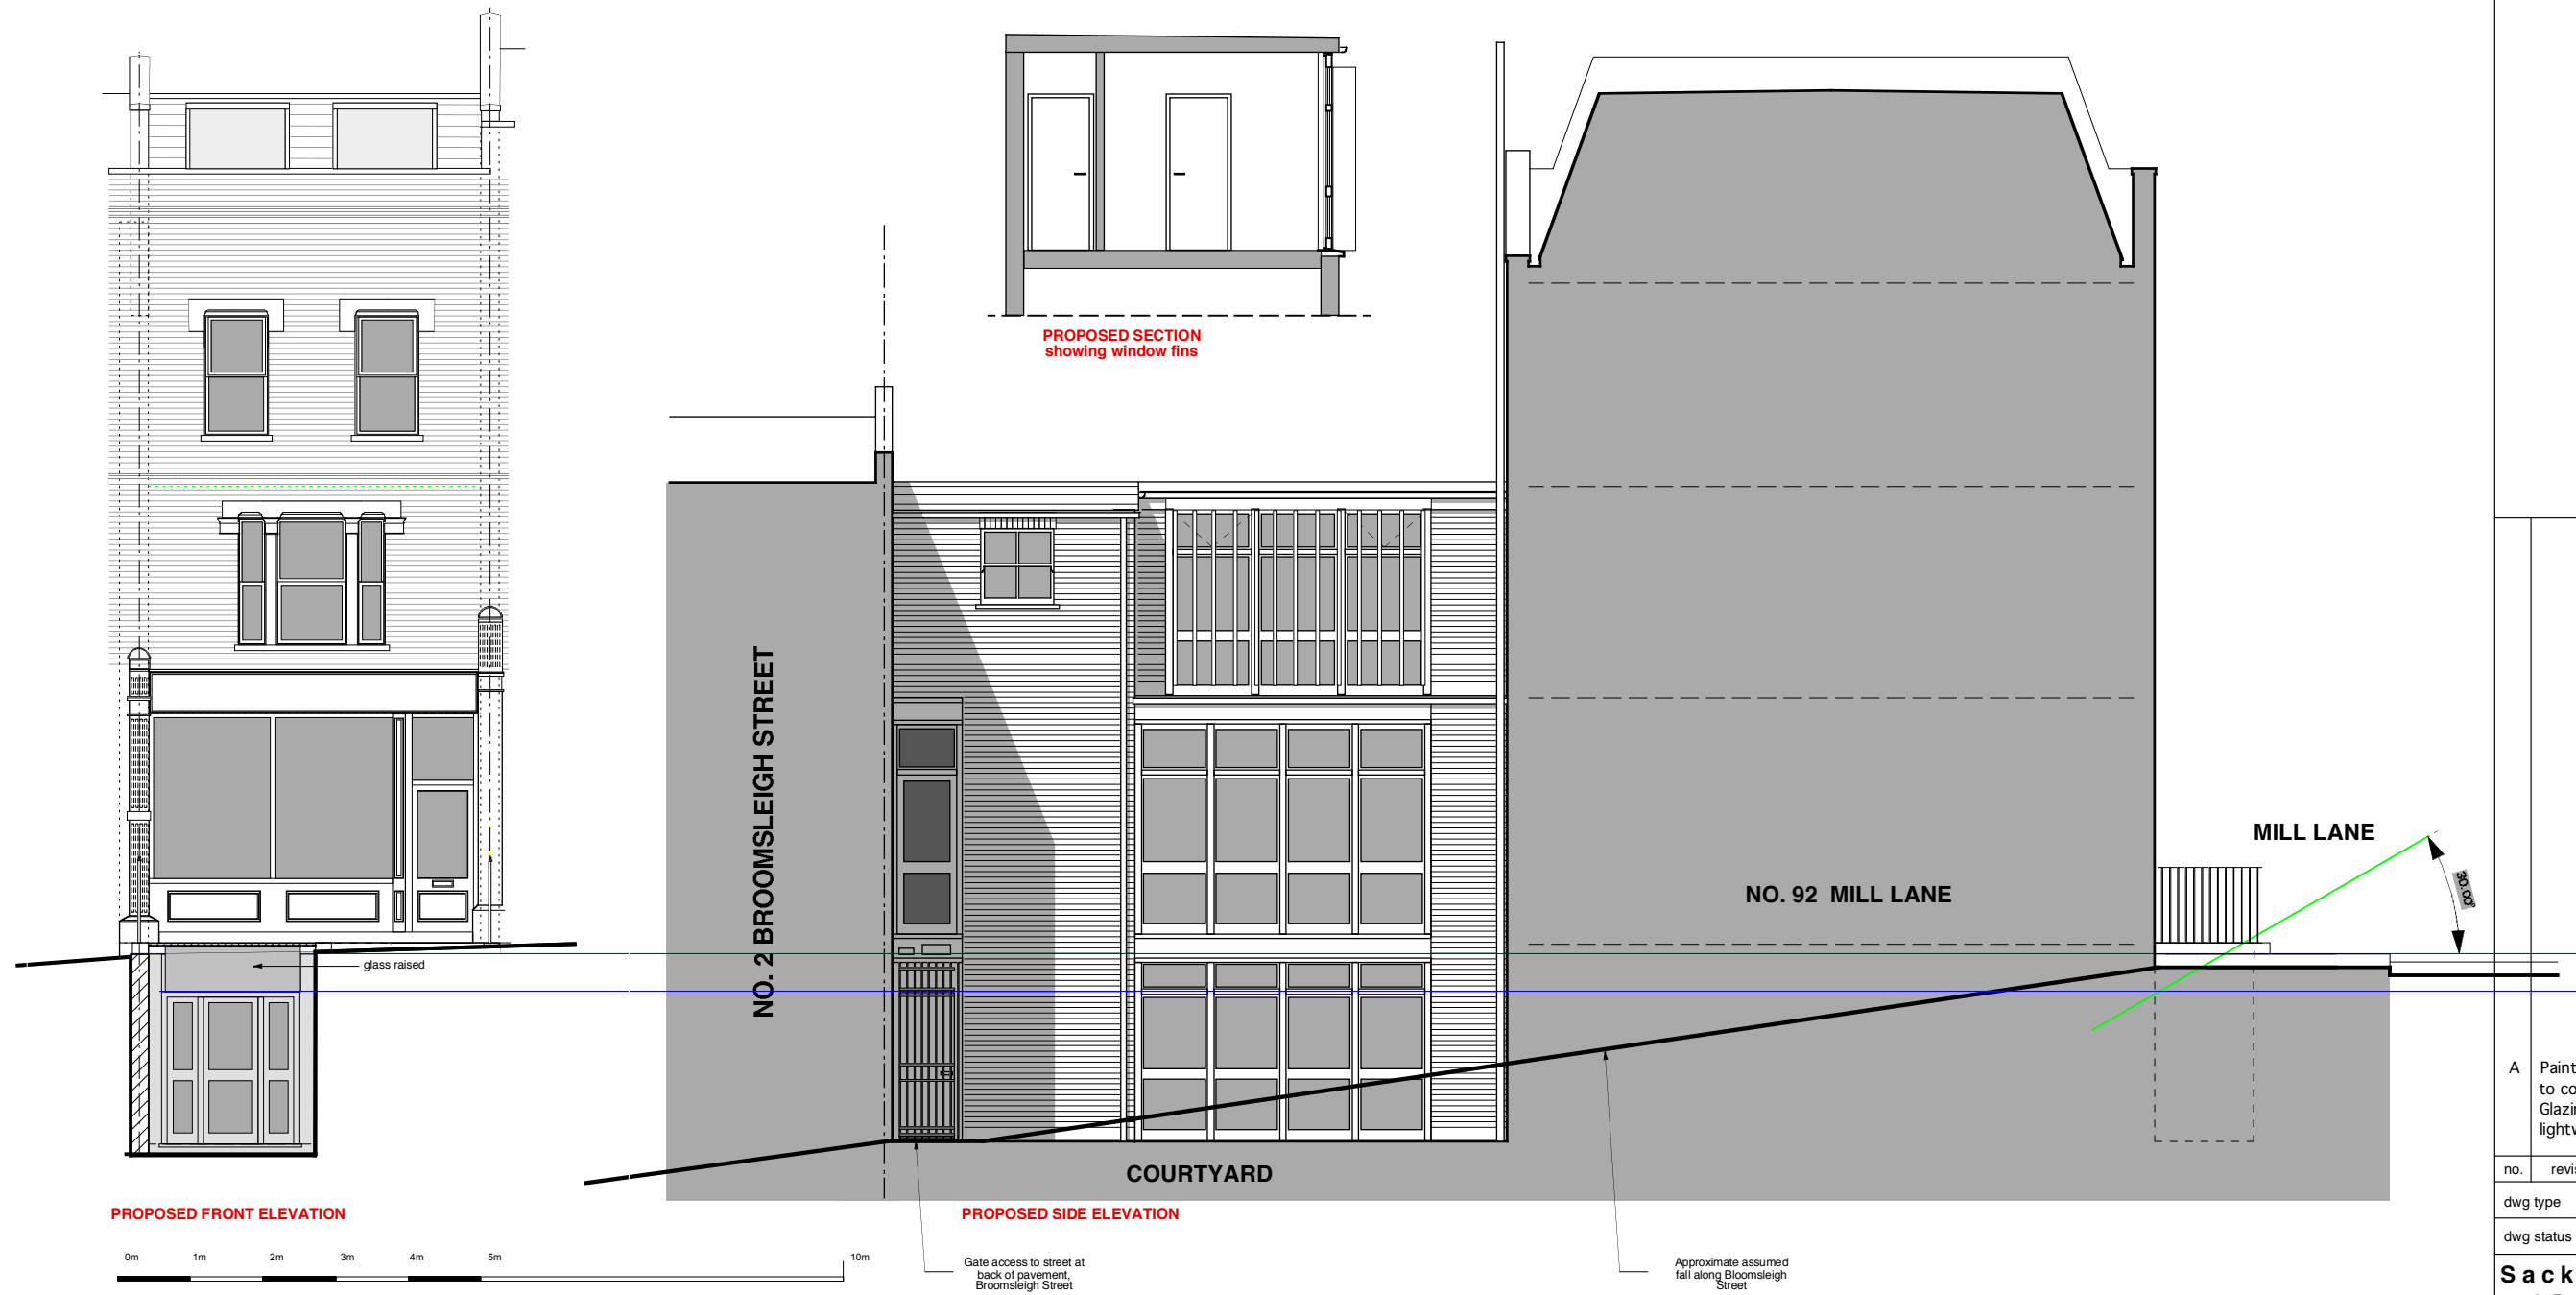 PROPOSED SECTION
showing window fins
NO. 2 BROOMSLEIGH STREET
MILL LANE
30.00°
NO. 92 MILL LANE
glass raised
COURTYARD
PROPOSED FRONT ELEVATION
PROPOSED SIDE ELEVATION
0m 1m 2m 3m 4m 5m 10m
Gate access to street at
back of pavement,
Broomsleigh Street
Approximate assumed
fall along Bloomsleigh
Street
A Paint
to co
Glazi
lightw
no. revis
dwg type
dwg status
Sack